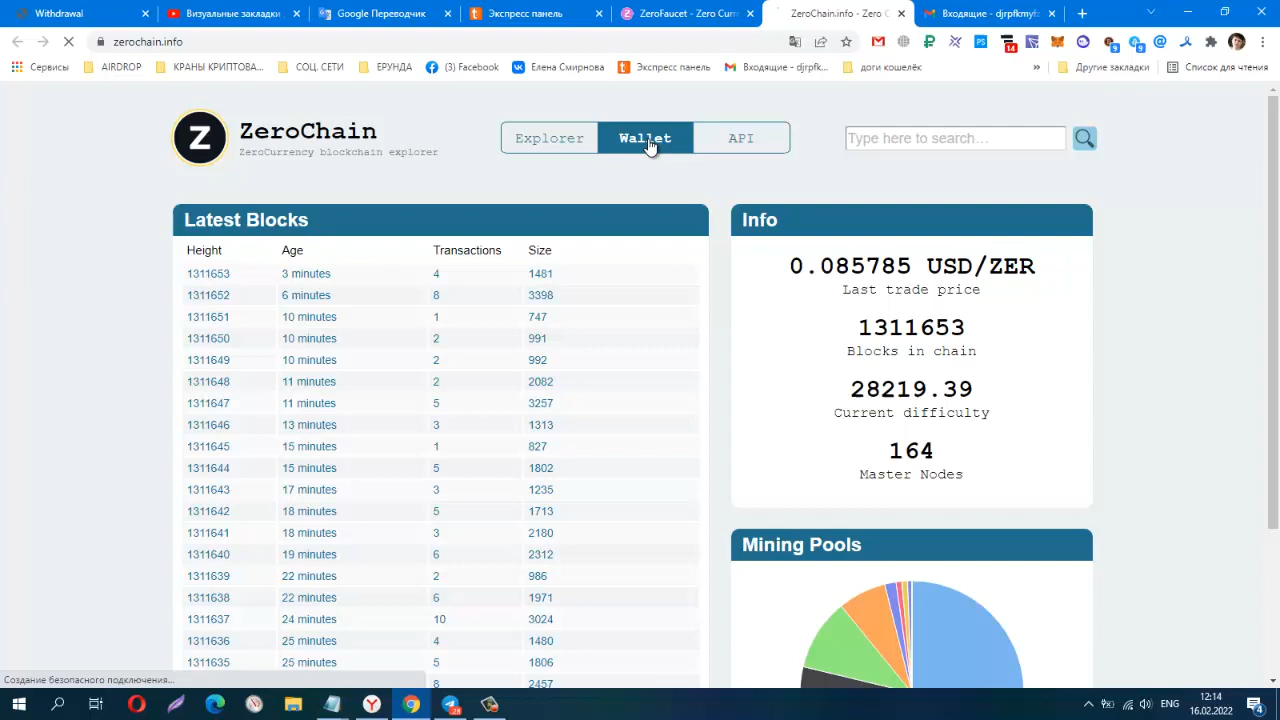 Withdrawal
Визуальные закладки
Google Переводчик
Экспресс панель
ZeroFaucet - Zero Curr
ZeroChain.info - Zero C
Входящие - djrpfkmyfz
zerochain.info
14
9
9
Сервисы
AIRDROP
КРАНЫ КРИПТОВА...
СОЦ. СЕТИ
ЕРУНДА
(3) Facebook
Елена Смирнова
Экспресс панель
Входящие - djrpfk...
доги кошелёк
»
Другие закладки
Список для чтения
Z
ZeroChain
ZeroCurrency blockchain explorer
Explorer
Wallet
API
Type here to search...
Latest Blocks
Height Age Transactions Size
1311653 3 minutes 4 1481
1311652 6 minutes 8 3398
1311651 10 minutes 1 747
1311650 10 minutes 2 991
1311649 10 minutes 2 992
1311648 11 minutes 2 2082
1311647 11 minutes 5 3257
1311646 13 minutes 3 1313
1311645 15 minutes 1 827
1311644 15 minutes 5 1802
1311643 17 minutes 3 1235
1311642 18 minutes 5 1713
1311641 18 minutes 3 2180
1311640 19 minutes 6 2312
1311639 22 minutes 2 986
1311638 22 minutes 6 1971
1311637 24 minutes 10 3024
1311636 25 minutes 4 1480
1311635 25 minutes 5 1806
8 2457
Info
0.085785 USD/ZER
Last trade price
1311653
Blocks in chain
28219.39
Current difficulty
164
Master Nodes
Mining Pools
Создание безопасного подключения...
ENG
12:14
16.02.2022
4